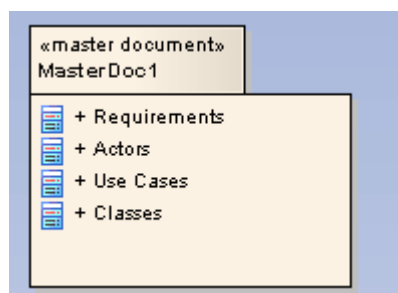 «master document»
MasterDoc1
+ Requirements
+ Actors
+ Use Cases
+ Classes